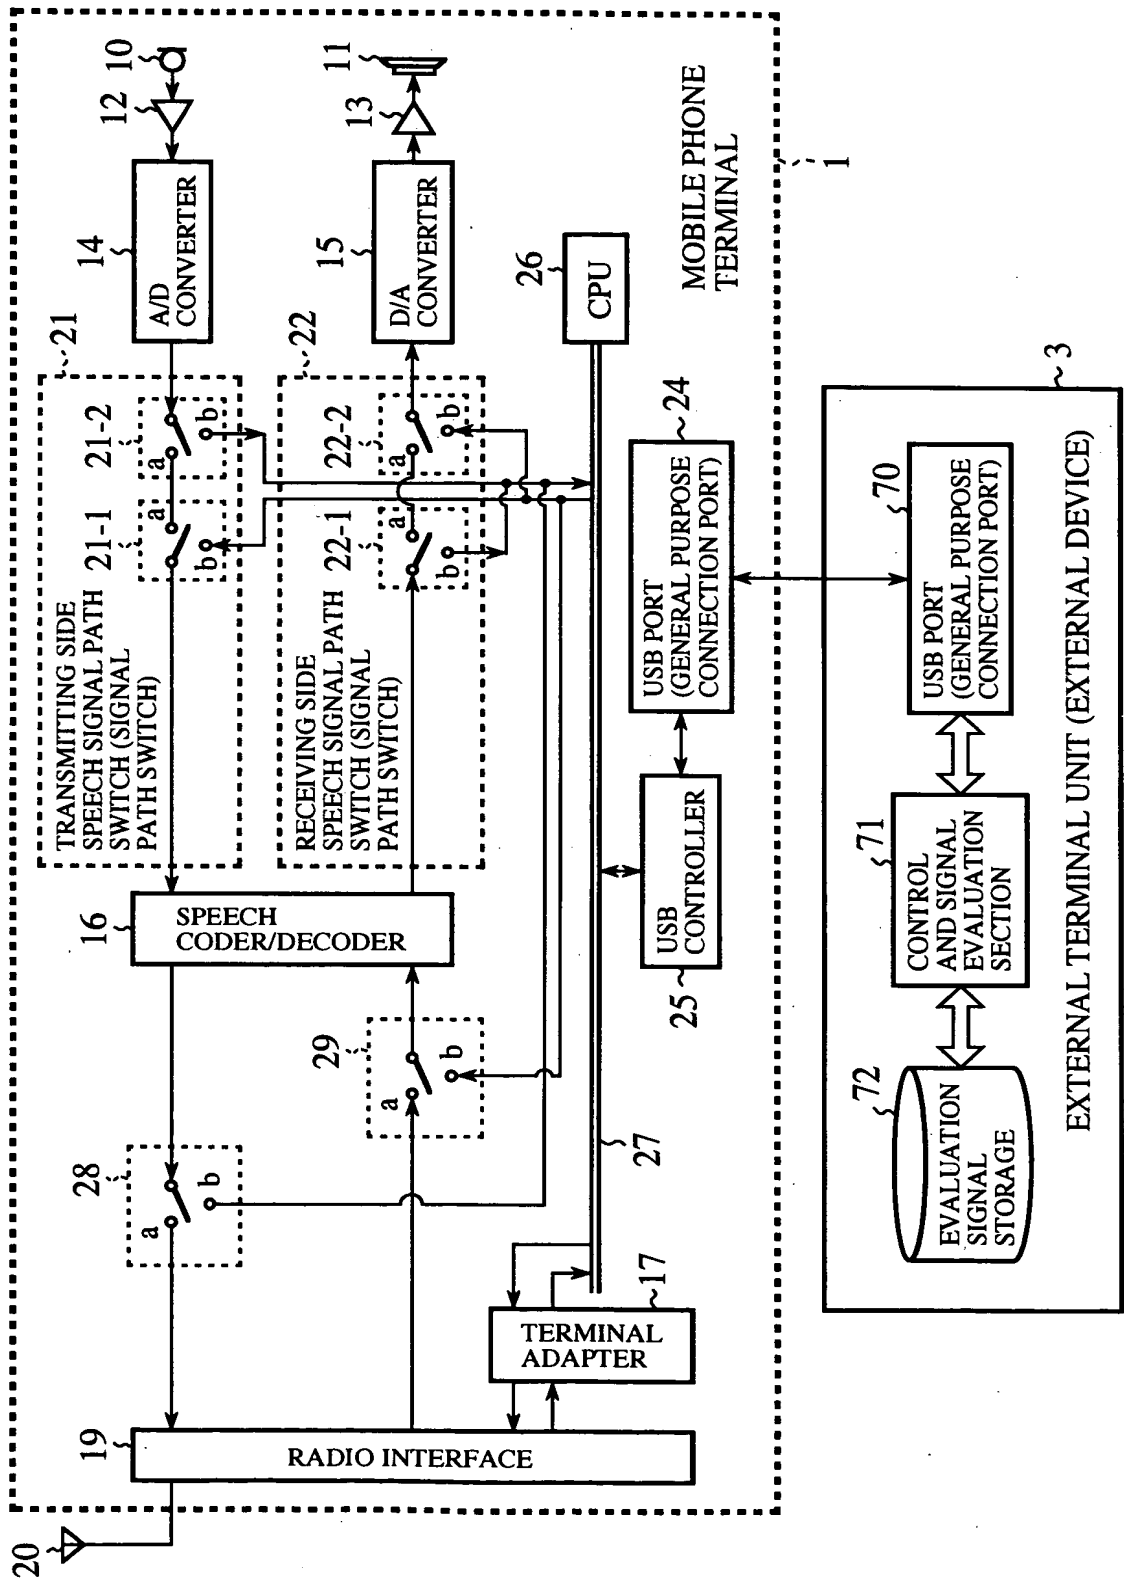 20
19
RADIO INTERFACE
28
a
b
29
a
b
TERMINAL
ADAPTER
17
16
SPEECH
CODER/DECODER
TRANSMITTING SIDE
SPEECH SIGNAL PATH
SWITCH (SIGNAL
PATH SWITCH)
21
21-1
a
b
21-2
a
b
RECEIVING SIDE
SPEECH SIGNAL PATH
SWITCH (SIGNAL
PATH SWITCH)
22
22-1
a
b
22-2
a
b
14
A/D
CONVERTER
12
10
15
D/A
CONVERTER
13
11
26
CPU
27
25
USB
CONTROLLER
24
USB PORT
(GENERAL PURPOSE
CONNECTION PORT)
MOBILE PHONE
TERMINAL
1
72
EVALUATION
SIGNAL
STORAGE
71
CONTROL
AND SIGNAL
EVALUATION
SECTION
70
USB PORT
(GENERAL PURPOSE
CONNECTION PORT)
EXTERNAL TERMINAL UNIT (EXTERNAL DEVICE)
3